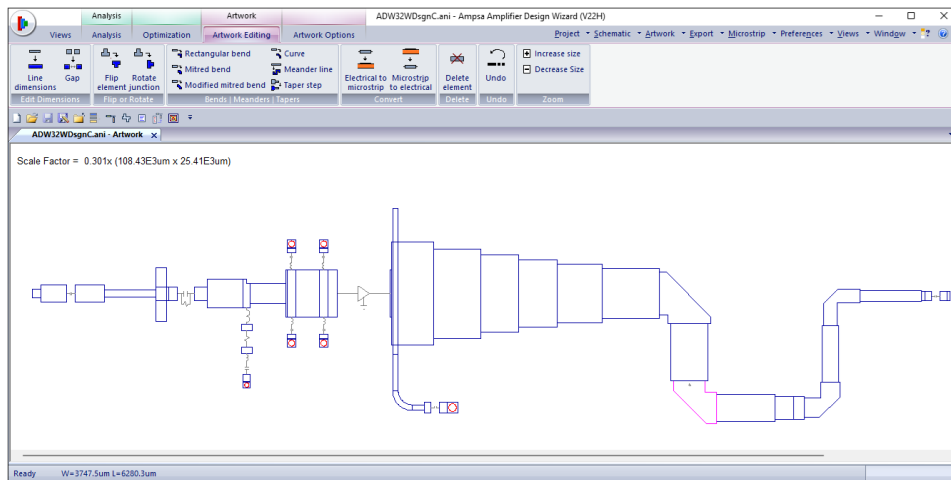 ADW32WDsgnC.ani - Ampsa Amplifier Design Wizard (V22H)
Analysis Artwork
Views Analysis Optimization Artwork Editing Artwork Options
Project Schematic Artwork Export Microstrip Preferences Views Window
Line dimensions
Gap
Edit Dimensions
Flip element
Rotate junction
Flip or Rotate
Rectangular bend
Mitred bend
Modified mitred bend
Curve
Meander line
Taper step
Bends | Meanders | Tapers
Electrical to microstrip
Microstrip to electrical
Convert
Delete element
Delete
Undo
Undo
Increase size
Decrease Size
Zoom
ADW32WDsgnC.ani - Artwork
Scale Factor = 0.301x (108.43E3um x 25.41E3um)
Ready W=3747.5um L=6280.3um